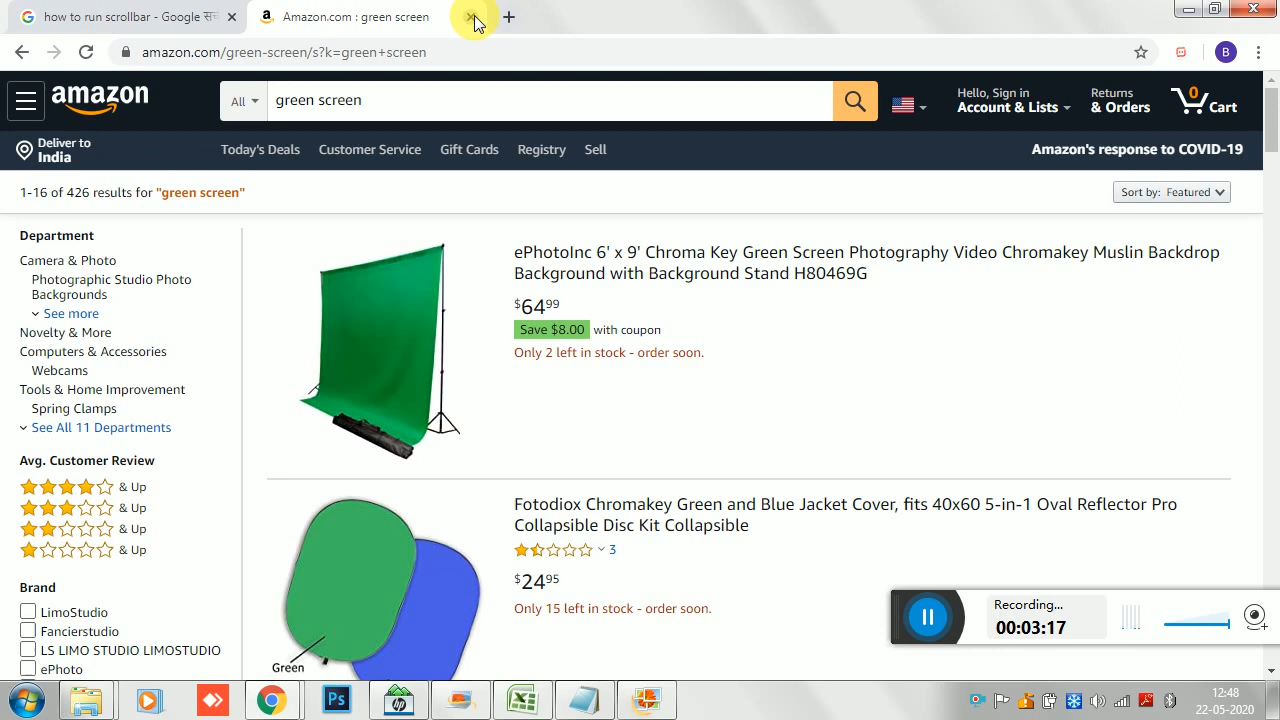 how to run scrollbar - Google सर्च
Amazon.com : green screen
amazon.com/green-screen/s?k=green+screen
B
amazon
All
green screen
Hello, Sign in
Account & Lists
Returns
& Orders
0
Cart
Deliver to
India
Today's Deals
Customer Service
Gift Cards
Registry
Sell
Amazon's response to COVID-19
1-16 of 426 results for "green screen"
Sort by: Featured
Department
Camera & Photo
Photographic Studio Photo
Backgrounds
See more
Novelty & More
Computers & Accessories
Webcams
Tools & Home Improvement
Spring Clamps
See All 11 Departments
Avg. Customer Review
& Up
& Up
& Up
& Up
Brand
LimoStudio
Fancierstudio
LS LIMO STUDIO LIMOSTUDIO
ePhoto
ePhotoInc 6' x 9' Chroma Key Green Screen Photography Video Chromakey Muslin Backdrop
Background with Background Stand H80469G
$64 99
Save $8.00 with coupon
Only 2 left in stock - order soon.
Fotodiox Chromakey Green and Blue Jacket Cover, fits 40x60 5-in-1 Oval Reflector Pro
Collapsible Disc Kit Collapsible
3
$24 95
Only 15 left in stock - order soon.
Green
Recording...
00:03:17
Ps
hp
12:48
22-05-2020